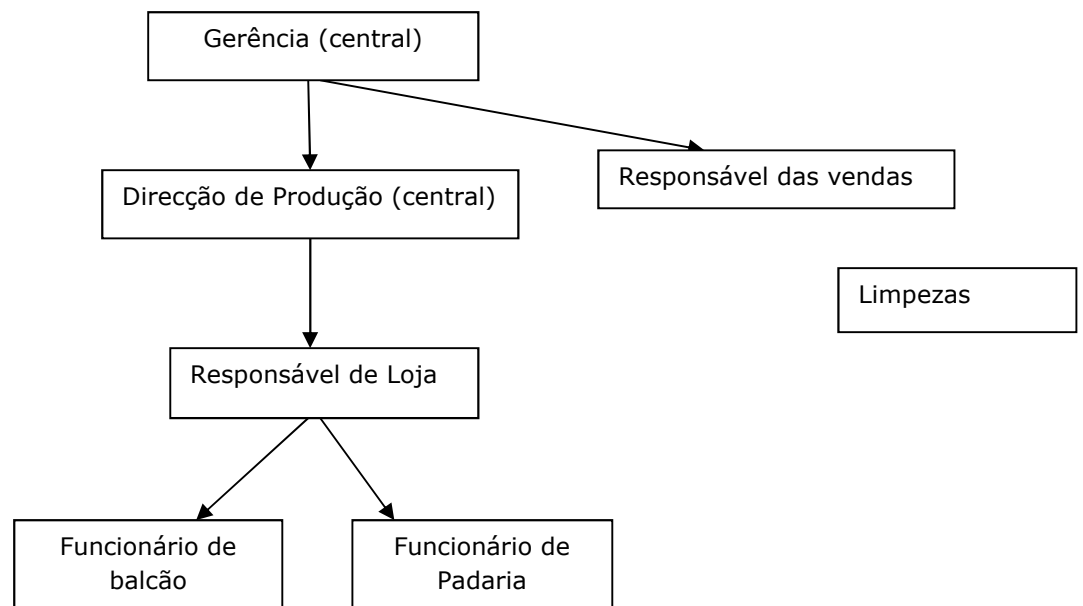 Gerência (central)
Responsável das vendas
Direcção de Produção (central)
Limpezas
Responsável de Loja
Funcionário de
balcão
Funcionário de
Padaria